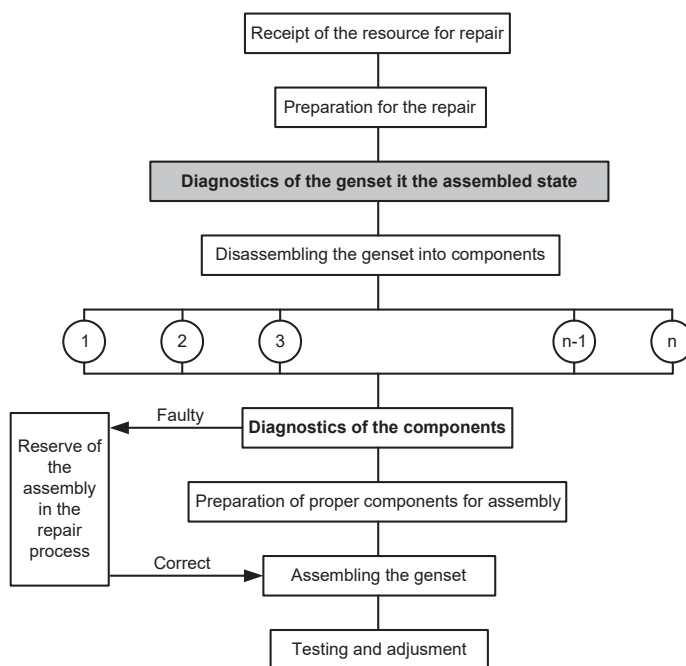 Receipt of the resource for repair
Preparation for the repair
Diagnostics of the genset it the assembled state
Disassembling the genset into components
1
2
3
n-1
n
Faulty
Diagnostics of the components
Reserve of
the
assembly
in the
repair
process
Preparation of proper components for assembly
Correct
Assembling the genset
Testing and adjusment